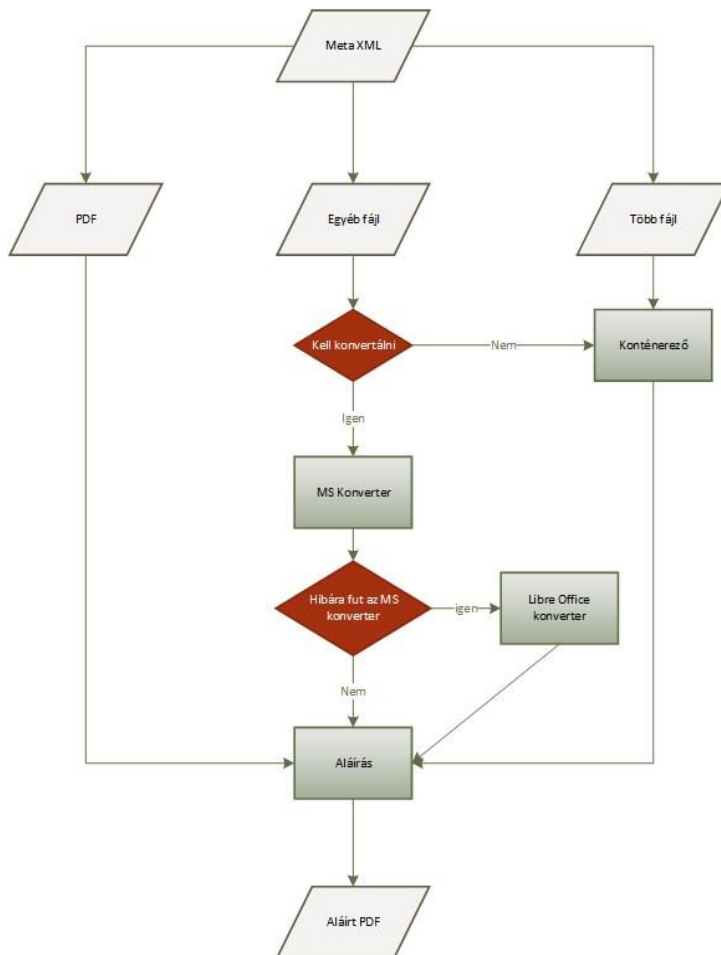 Meta XML
PDF
Egyéb fájl
Több fájl
Kell konvertálni
Nem
Konténerező
Igen
MS Konverter
Hibára fut az MS
konverter
igen
Libre Office
konverter
Nem
Aláírás
Aláírt PDF